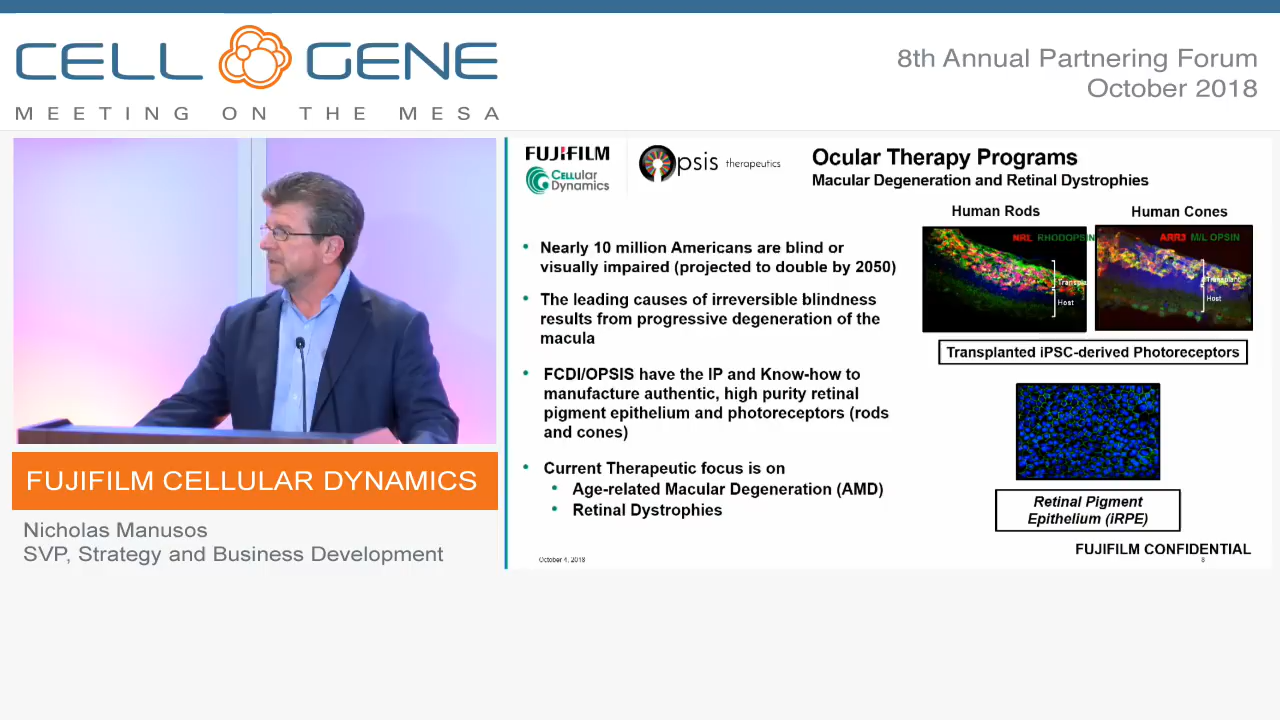 CELL GENE
MEETING ON THE MESA
8th Annual Partnering Forum
October 2018
FUJIFILM CELLULAR DYNAMICS
Nicholas Manusos
SVP, Strategy and Business Development
FUJIFILM
CELLular
Dynamics
Opsis therapeutics
Ocular Therapy Programs
Macular Degeneration and Retinal Dystrophies
• Nearly 10 million Americans are blind or
visually impaired (projected to double by 2050)
• The leading causes of irreversible blindness
results from progressive degeneration of the
macula
• FCDI/OPSIS have the IP and Know-how to
manufacture authentic, high purity retinal
pigment epithelium and photoreceptors (rods
and cones)
• Current Therapeutic focus is on
• Age-related Macular Degeneration (AMD)
• Retinal Dystrophies
Human Rods
NRL RHODOPSIN
Transpla
Host
Human Cones
ARR3 M/L OPSIN
Transplant
Host
Transplanted iPSC-derived Photoreceptors
Retinal Pigment
Epithelium (iRPE)
FUJIFILM CONFIDENTIAL
October 4, 2018
8